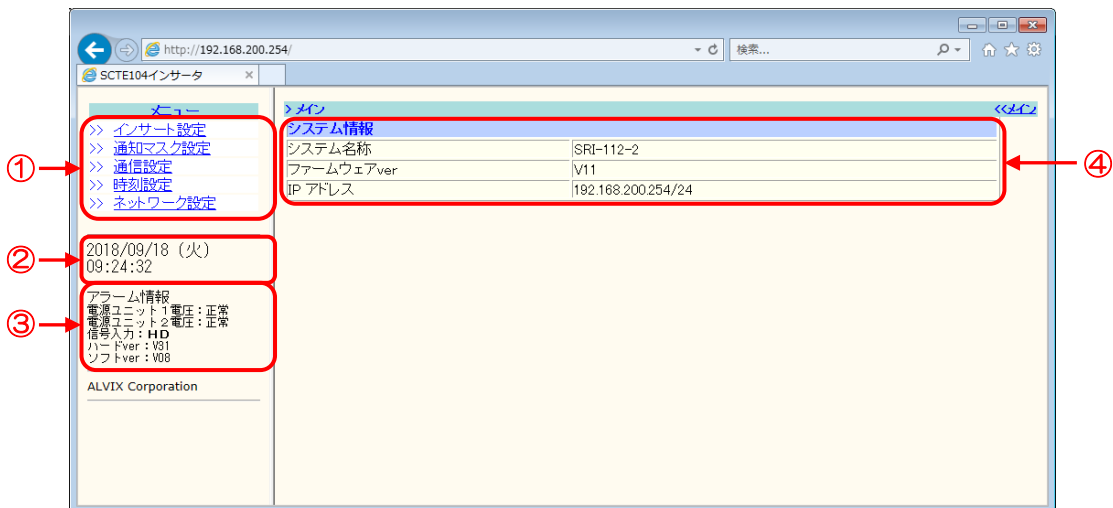 http://192.168.200.254/
検索...
SCTE104インサータ
メニュー
>> インサート設定
>> 通知マスク設定
>> 通信設定
>> 時刻設定
>> ネットワーク設定
①
2018/09/18 (火)
09:24:32
②
アラーム情報
電源ユニット1電圧：正常
電源ユニット2電圧：正常
信号入力：HD
ハードver：V31
ソフトver：V08
③
ALVIX Corporation
> メイン
<<メイン
システム情報
システム名称 SRI-112-2
ファームウェアver V11
IP アドレス 192.168.200.254/24
④